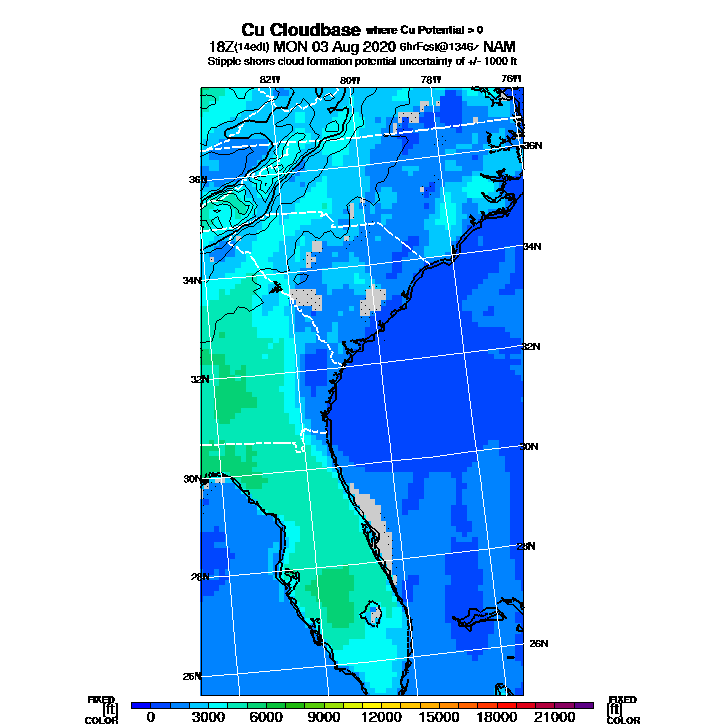 Cu Cloudbase where Cu Potential > 0
18Z(14edt) MON 03 Aug 2020 6hrFcst@1346z NAM
Stipple shows cloud formation potential uncertainty of +/- 1000 ft
82W 80W 78W 76W
36N
36N
34N
34N
32N
32N
30N
30N
28N
28N
26N
26N
FIXED FIXED
[ft] [ft]
COLOR COLOR
0 3000 6000 9000 12000 15000 18000 21000